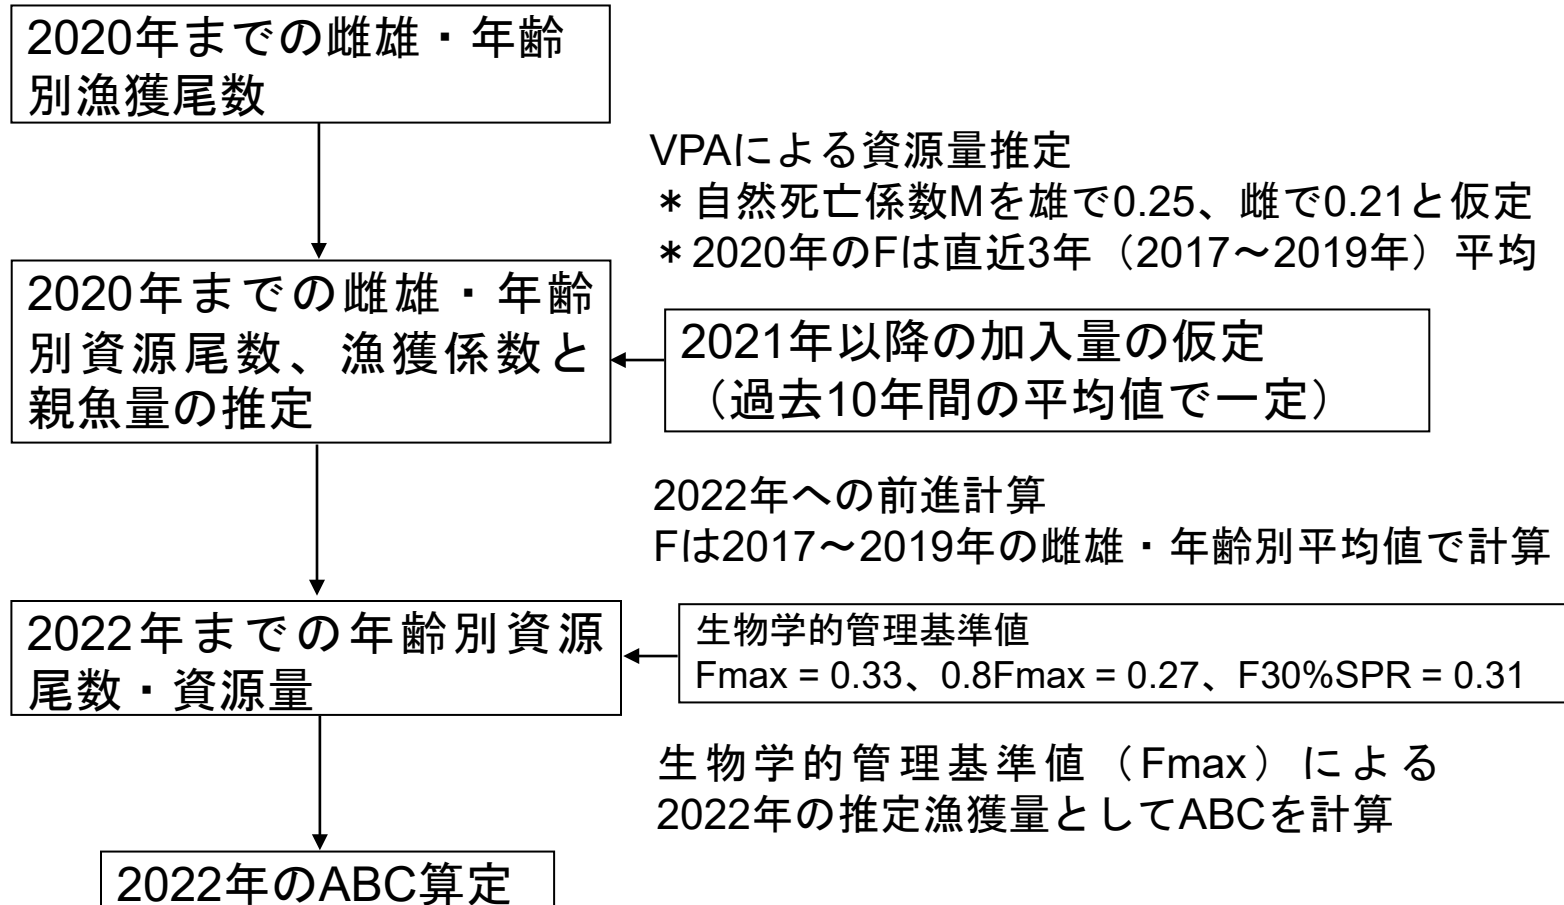 2020年までの雌雄・年齢
別漁獲尾数
VPAによる資源量推定
＊自然死亡係数Mを雄で0.25、雌で0.21と仮定
＊2020年のFは直近3年（2017～2019年）平均
2020年までの雌雄・年齢
別資源尾数、漁獲係数と
親魚量の推定
2021年以降の加入量の仮定
（過去10年間の平均値で一定）
2022年への前進計算
Fは2017～2019年の雌雄・年齢別平均値で計算
2022年までの年齢別資源
尾数・資源量
生物学的管理基準値
Fmax = 0.33、0.8Fmax = 0.27、F30%SPR = 0.31
生物学的管理基準値（Fmax）による
2022年の推定漁獲量としてABCを計算
2022年のABC算定